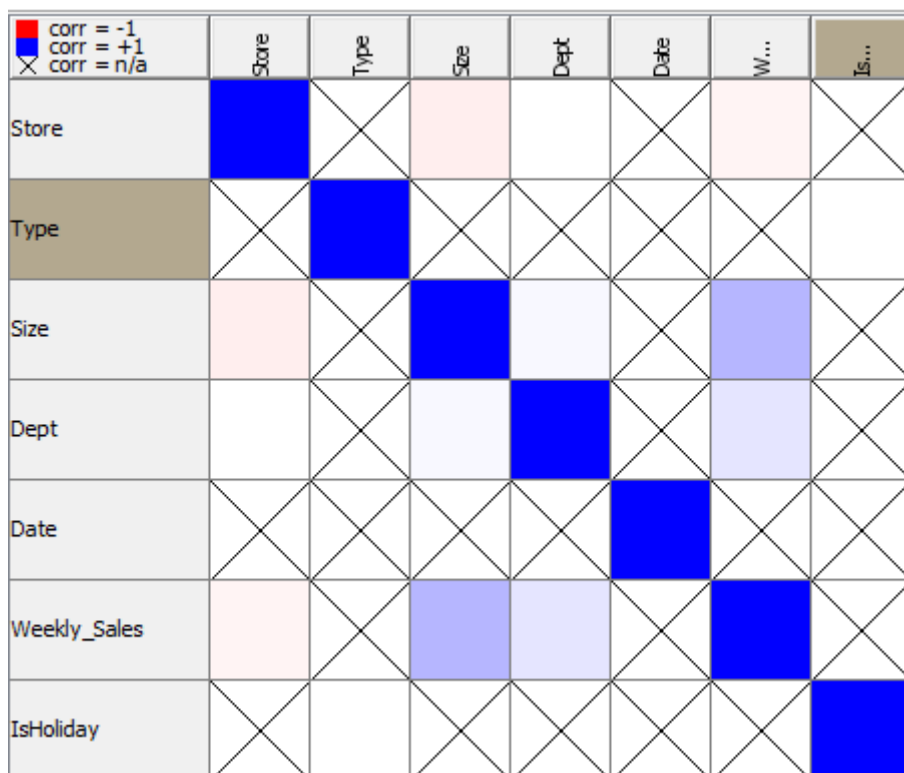 corr = -1
corr = +1
corr = n/a
Store
Type
Size
Dept
Date
W...
Is...
Store
Type
Size
Dept
Date
Weekly_Sales
IsHoliday